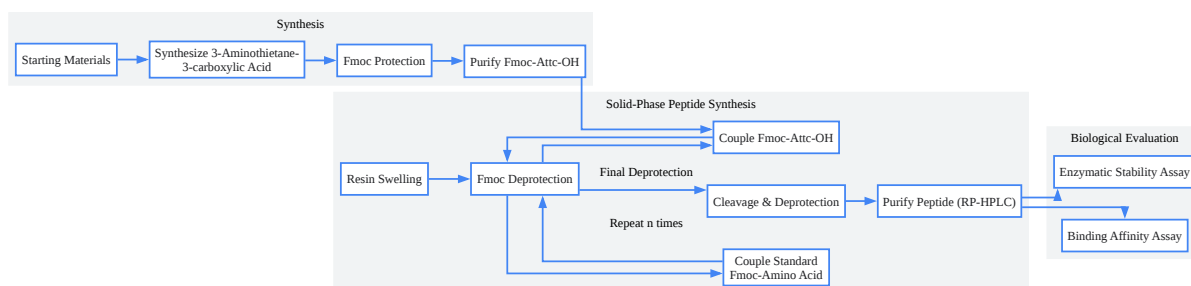 Synthesis
Starting Materials
Synthesize 3-Aminothietane-
3-carboxylic Acid
Fmoc Protection
Purify Fmoc-Attc-OH
Solid-Phase Peptide Synthesis
Couple Fmoc-Attc-OH
Resin Swelling
Fmoc Deprotection
Final Deprotection
Cleavage & Deprotection
Purify Peptide (RP-HPLC)
Repeat n times
Couple Standard
Fmoc-Amino Acid
Biological Evaluation
Enzymatic Stability Assay
Binding Affinity Assay